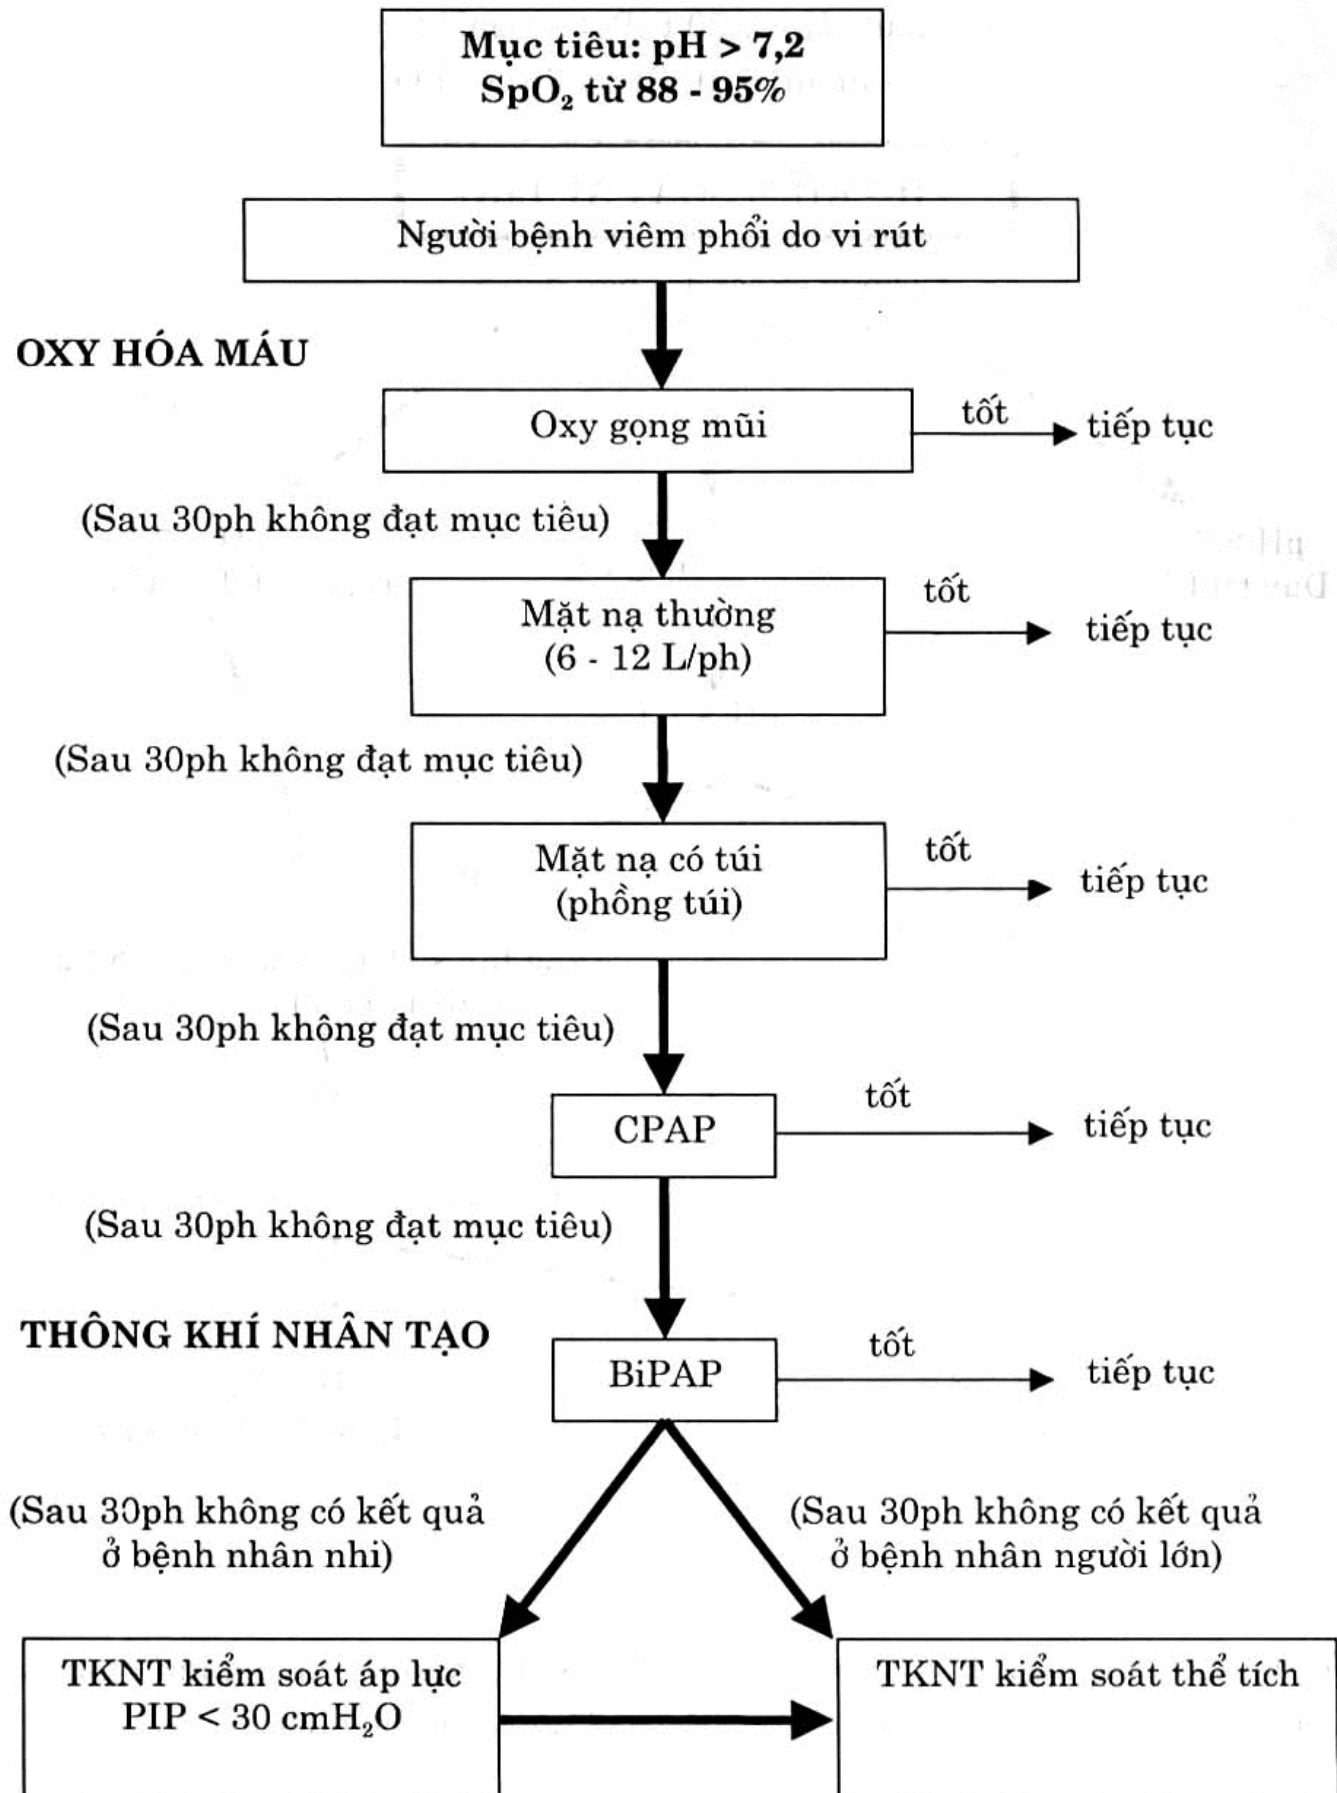 Mục tiêu: pH > 7,2
SpO₂ từ 88 - 95%
Người bệnh viêm phổi do vi rút
OXY HÓA MÁU
Oxy gọng mũi
tốt
tiếp tục
(Sau 30ph không đạt mục tiêu)
Mặt nạ thường
(6 - 12 L/ph)
tốt
tiếp tục
(Sau 30ph không đạt mục tiêu)
Mặt nạ có túi
(phồng túi)
tốt
tiếp tục
(Sau 30ph không đạt mục tiêu)
CPAP
tốt
tiếp tục
(Sau 30ph không đạt mục tiêu)
THÔNG KHÍ NHÂN TẠO
BiPAP
tốt
tiếp tục
(Sau 30ph không có kết quả
ở bệnh nhân nhi)
(Sau 30ph không có kết quả
ở bệnh nhân người lớn)
TKNT kiểm soát áp lực
PIP < 30 cmH₂O
TKNT kiểm soát thể tích